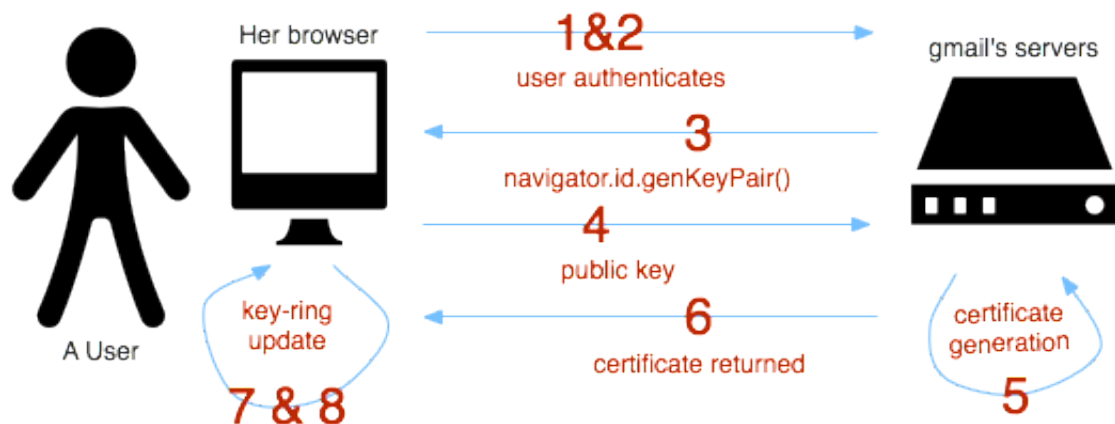 Her browser
1&2
gmail's servers
user authenticates
3
navigator.id.genKeyPair()
4
public key
key-ring
update
6
certificate
generation
A User
certificate returned
7 & 8
5